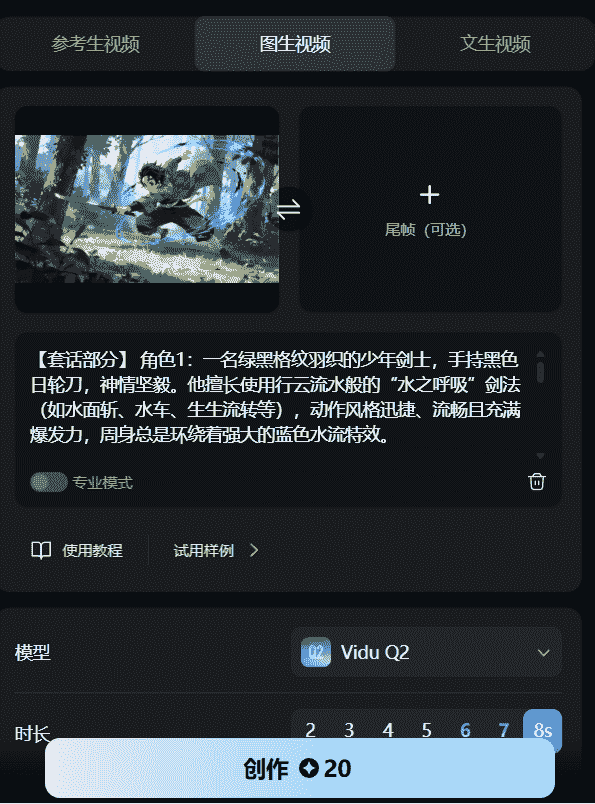 参考生视频
图生视频
文生视频
尾帧（可选）
【套话部分】 角色1：一名绿黑格纹羽织的少年剑士，手持黑色
日轮刀，神情坚毅。他擅长使用行云流水般的“水之呼吸”剑法
（如水面斩、水车、生生流转等），动作风格迅捷、流畅且充满
爆发力，周身总是环绕着强大的蓝色水流特效。
专业模式
使用教程
试用样例
模型
Q2 Vidu Q2
时长
2 3 4 5 6 7 8s
创作 20